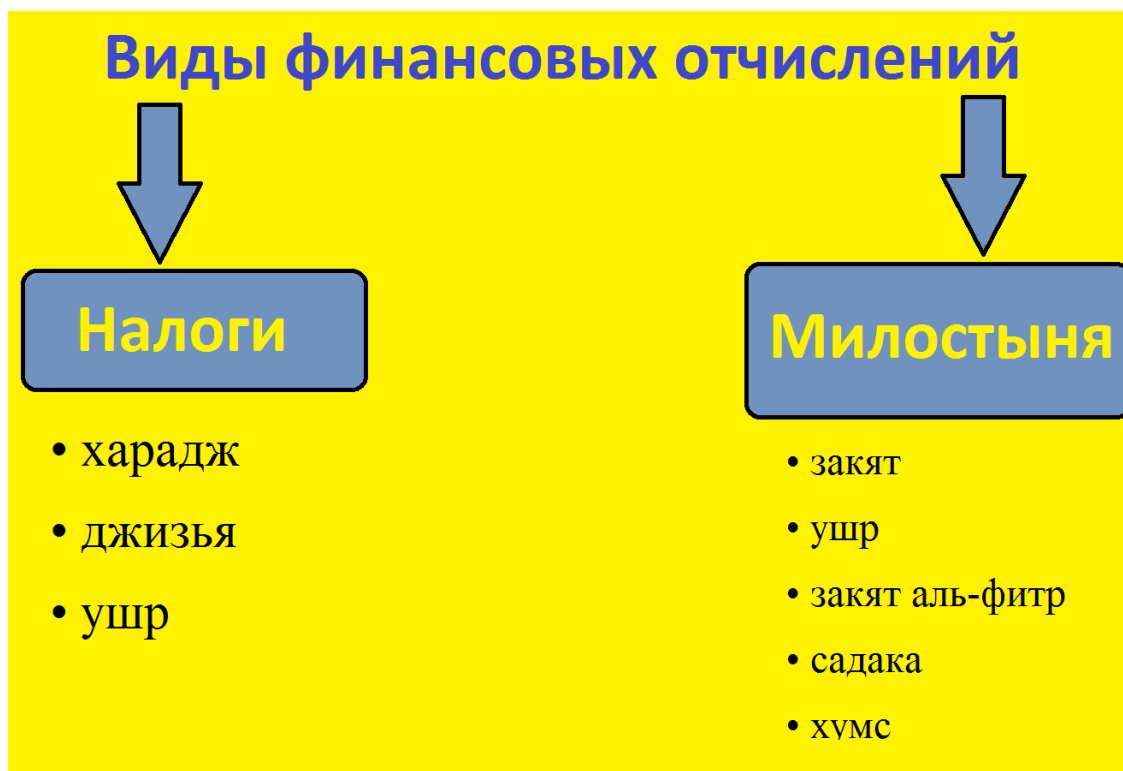 Виды финансовых отчислений
Налоги
• харадж
• джизья
• ушр
Милостыня
• закят
• ушр
• закят аль-фитр
• садака
• хумс